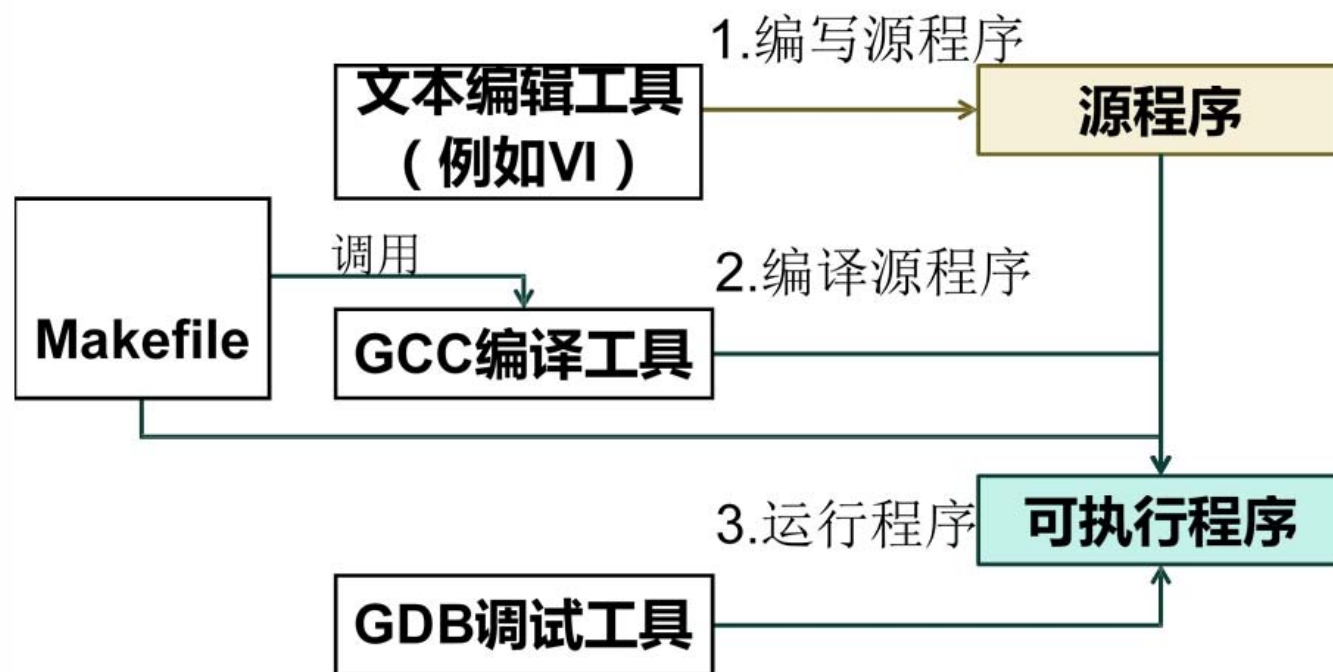 1.编写源程序
文本编辑工具
（例如VI）
源程序
调用
2.编译源程序
Makefile
GCC编译工具
3.运行程序
可执行程序
GDB调试工具